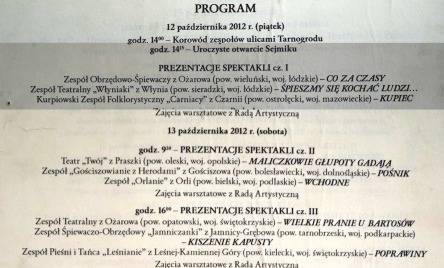 PROGRAM
12 października 2012 r. (piątek)
godz. 14⁰⁰ – Korowód zespołów ulicami Tarnogrodu
godz. 14¹⁵ – Uroczyste otwarcie Sejmiku
PREZENTACJE SPEKTAKLI cz. I
Zespół Obrzędowo-Śpiewaczy z Ożarowa (pow. wieluński, woj. łódzkie) – CO ZA CZASY
Zespół Teatralny „Włyniaki” z Włynia (pow. sieradzki, woj. łódzkie) – ŚPIESZMY SIĘ KOCHAĆ LUDZI…
Kurpiowski Zespół Folklorystyczny „Carniacy” z Czarni (pow. ostrołęcki, woj. mazowieckie) – KUPIEC
Zajęcia warsztatowe z Radą Artystyczną
13 października 2012 r. (sobota)
godz. 9³⁰ – PREZENTACJE SPEKTAKLI cz. II
Teatr „Twój” z Praszki (pow. oleski, woj. opolskie) – MALICZKOWIE GŁUPOTY GADAJĄ
Zespół „Gościszowianie z Herodami” z Gościszowa (pow. bolesławiecki, woj. dolnośląskie) – POŚNIK
Zespół „Orlanie” z Orli (pow. bielski, woj. podlaskie) – WCHODNE
Zajęcia warsztatowe z Radą Artystyczną
godz. 16⁰⁰ – PREZENTACJE SPEKTAKLI cz. III
Zespół Teatralny z Ożarowa (pow. opatowski, woj. świętokrzyskie) – WIELKIE PRANIE U BARTOSÓW
Zespół Śpiewaczo-Obrzędowy „Jamniczanki” z Jamnicy-Grębowa (pow. tarnobrzeski, woj. podkarpackie)
– KISZENIE KAPUSTY
Zespół Pieśni i Tańca „Leśnianie” z Leśnej-Kamiennej Góry (pow. kielecki, woj. świętokrzyskie) – POPRAWINY
Zajęcia warsztatowe z Radą Artystyczną